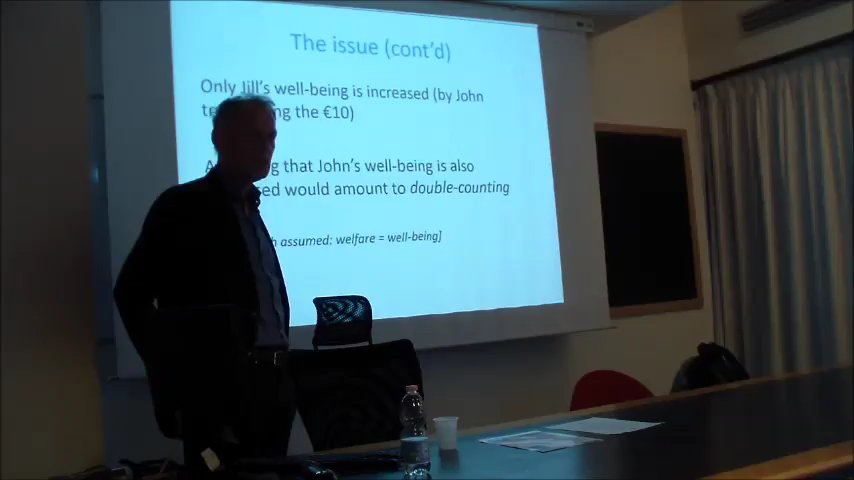 The issue (cont'd)
Only Jill's well-being is increased (by John
the €10)
that John's well-being is also
would amount to double-counting
assumed: welfare = well-being]